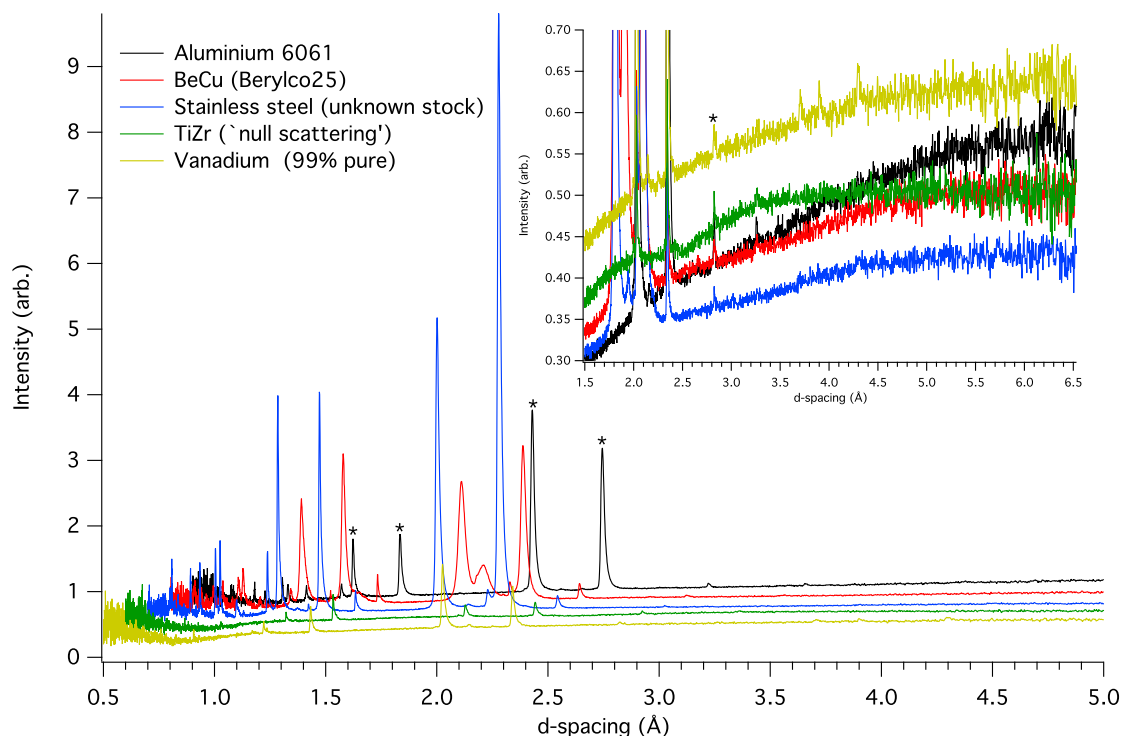 Aluminium 6061
BeCu (Berylco25)
Stainless steel (unknown stock)
TiZr (`null scattering')
Vanadium (99% pure)
Intensity (arb.)
9
8
7
6
5
4
3
2
1
0
0.5 1.0 1.5 2.0 2.5 3.0 3.5 4.0 4.5 5.0
d-spacing (Å)
* * * *
Intensity (arb.)
0.70
0.65
0.60
0.55
0.50
0.45
0.40
0.35
0.30
*
1.5 2.0 2.5 3.0 3.5 4.0 4.5 5.0 5.5 6.0 6.5
d-spacing (Å)